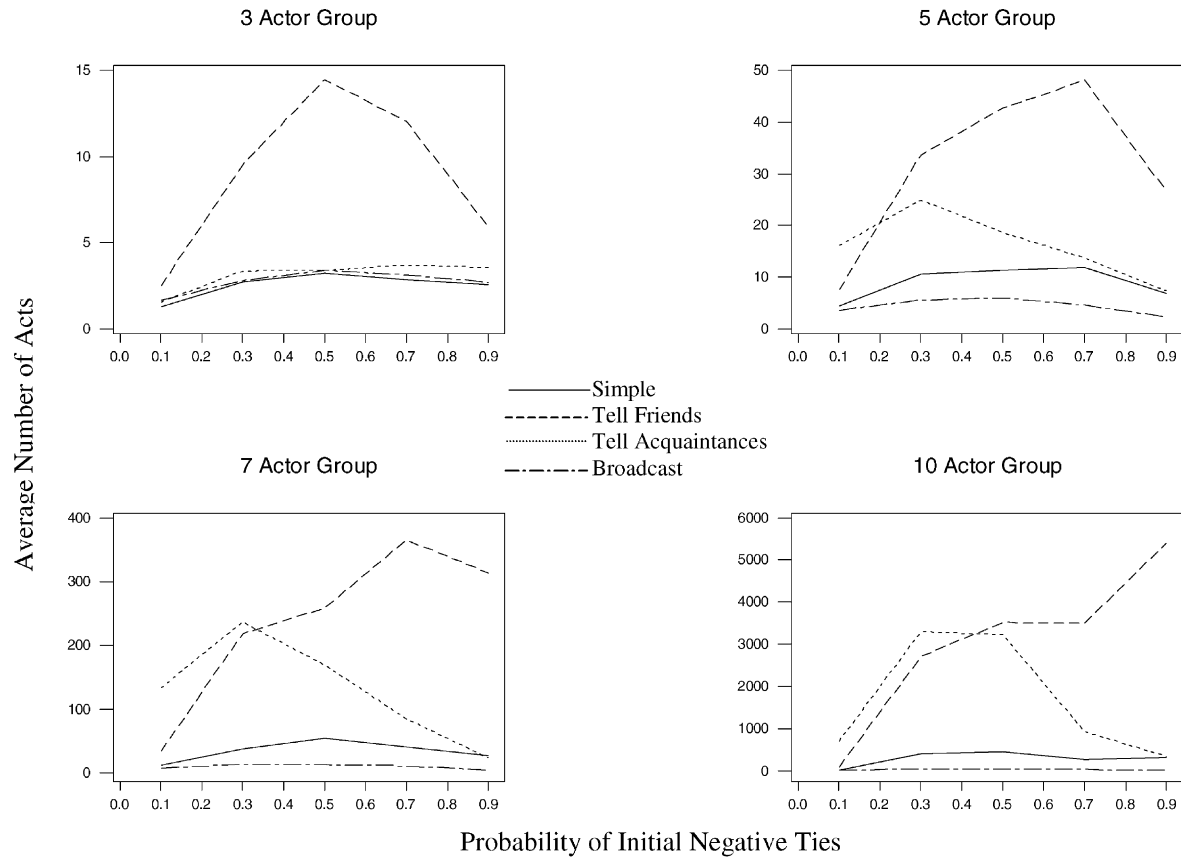 3 Actor Group
5 Actor Group
15
10
5
0
0.0 0.1 0.2 0.3 0.4 0.5 0.6 0.7 0.8 0.9
50
40
30
20
10
0
0.0 0.1 0.2 0.3 0.4 0.5 0.6 0.7 0.8 0.9
Average Number of Acts
Simple
Tell Friends
Tell Acquaintances
Broadcast
7 Actor Group
10 Actor Group
400
300
200
100
0
0.0 0.1 0.2 0.3 0.4 0.5 0.6 0.7 0.8 0.9
6000
5000
4000
3000
2000
1000
0
0.0 0.1 0.2 0.3 0.4 0.5 0.6 0.7 0.8 0.9
Probability of Initial Negative Ties